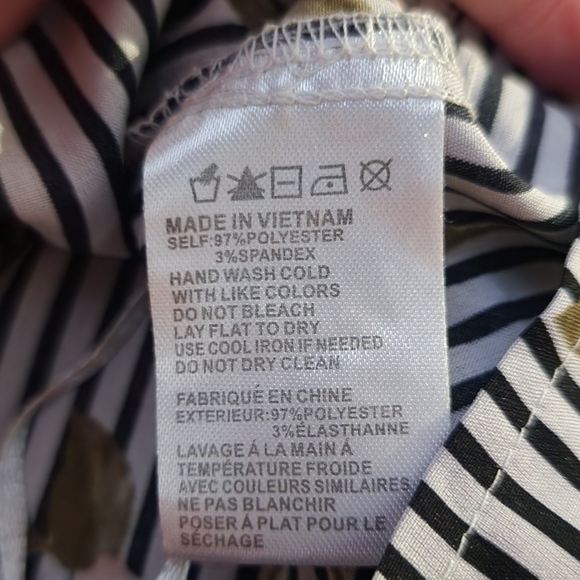 MADE IN VIETNAM
SELF:97%POLYESTER
3%SPANDEX
HAND WASH COLD
WITH LIKE COLORS
DO NOT BLEACH
LAY FLAT TO DRY
USE COOL IRON IF NEEDED
DO NOT DRY CLEAN
FABRIQUÉ EN CHINE
EXTERIEUR:97%POLYESTER
3%ÉLASTHANNE
LAVAGE Á LA MAIN Á
TEMPÉRATURE FROIDE
AVEC COULEURS SIMILAIRES
NE PAS BLANCHIR
POSER Á PLAT POUR LE
SÉCHAGE